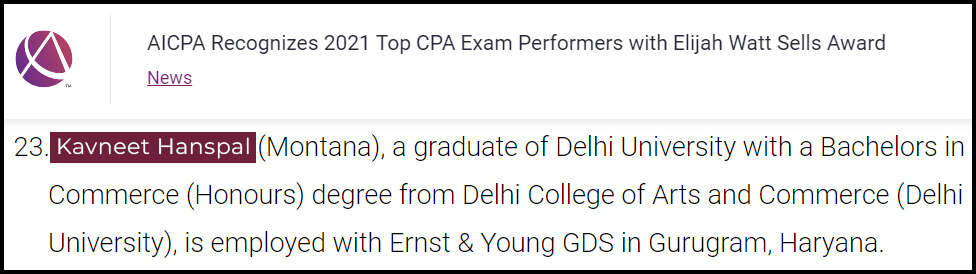 AICPA Recognizes 2021 Top CPA Exam Performers with Elijah Watt Sells Award
News
23. Kavneet Hanspal (Montana), a graduate of Delhi University with a Bachelors in
Commerce (Honours) degree from Delhi College of Arts and Commerce (Delhi
University), is employed with Ernst & Young GDS in Gurugram, Haryana.